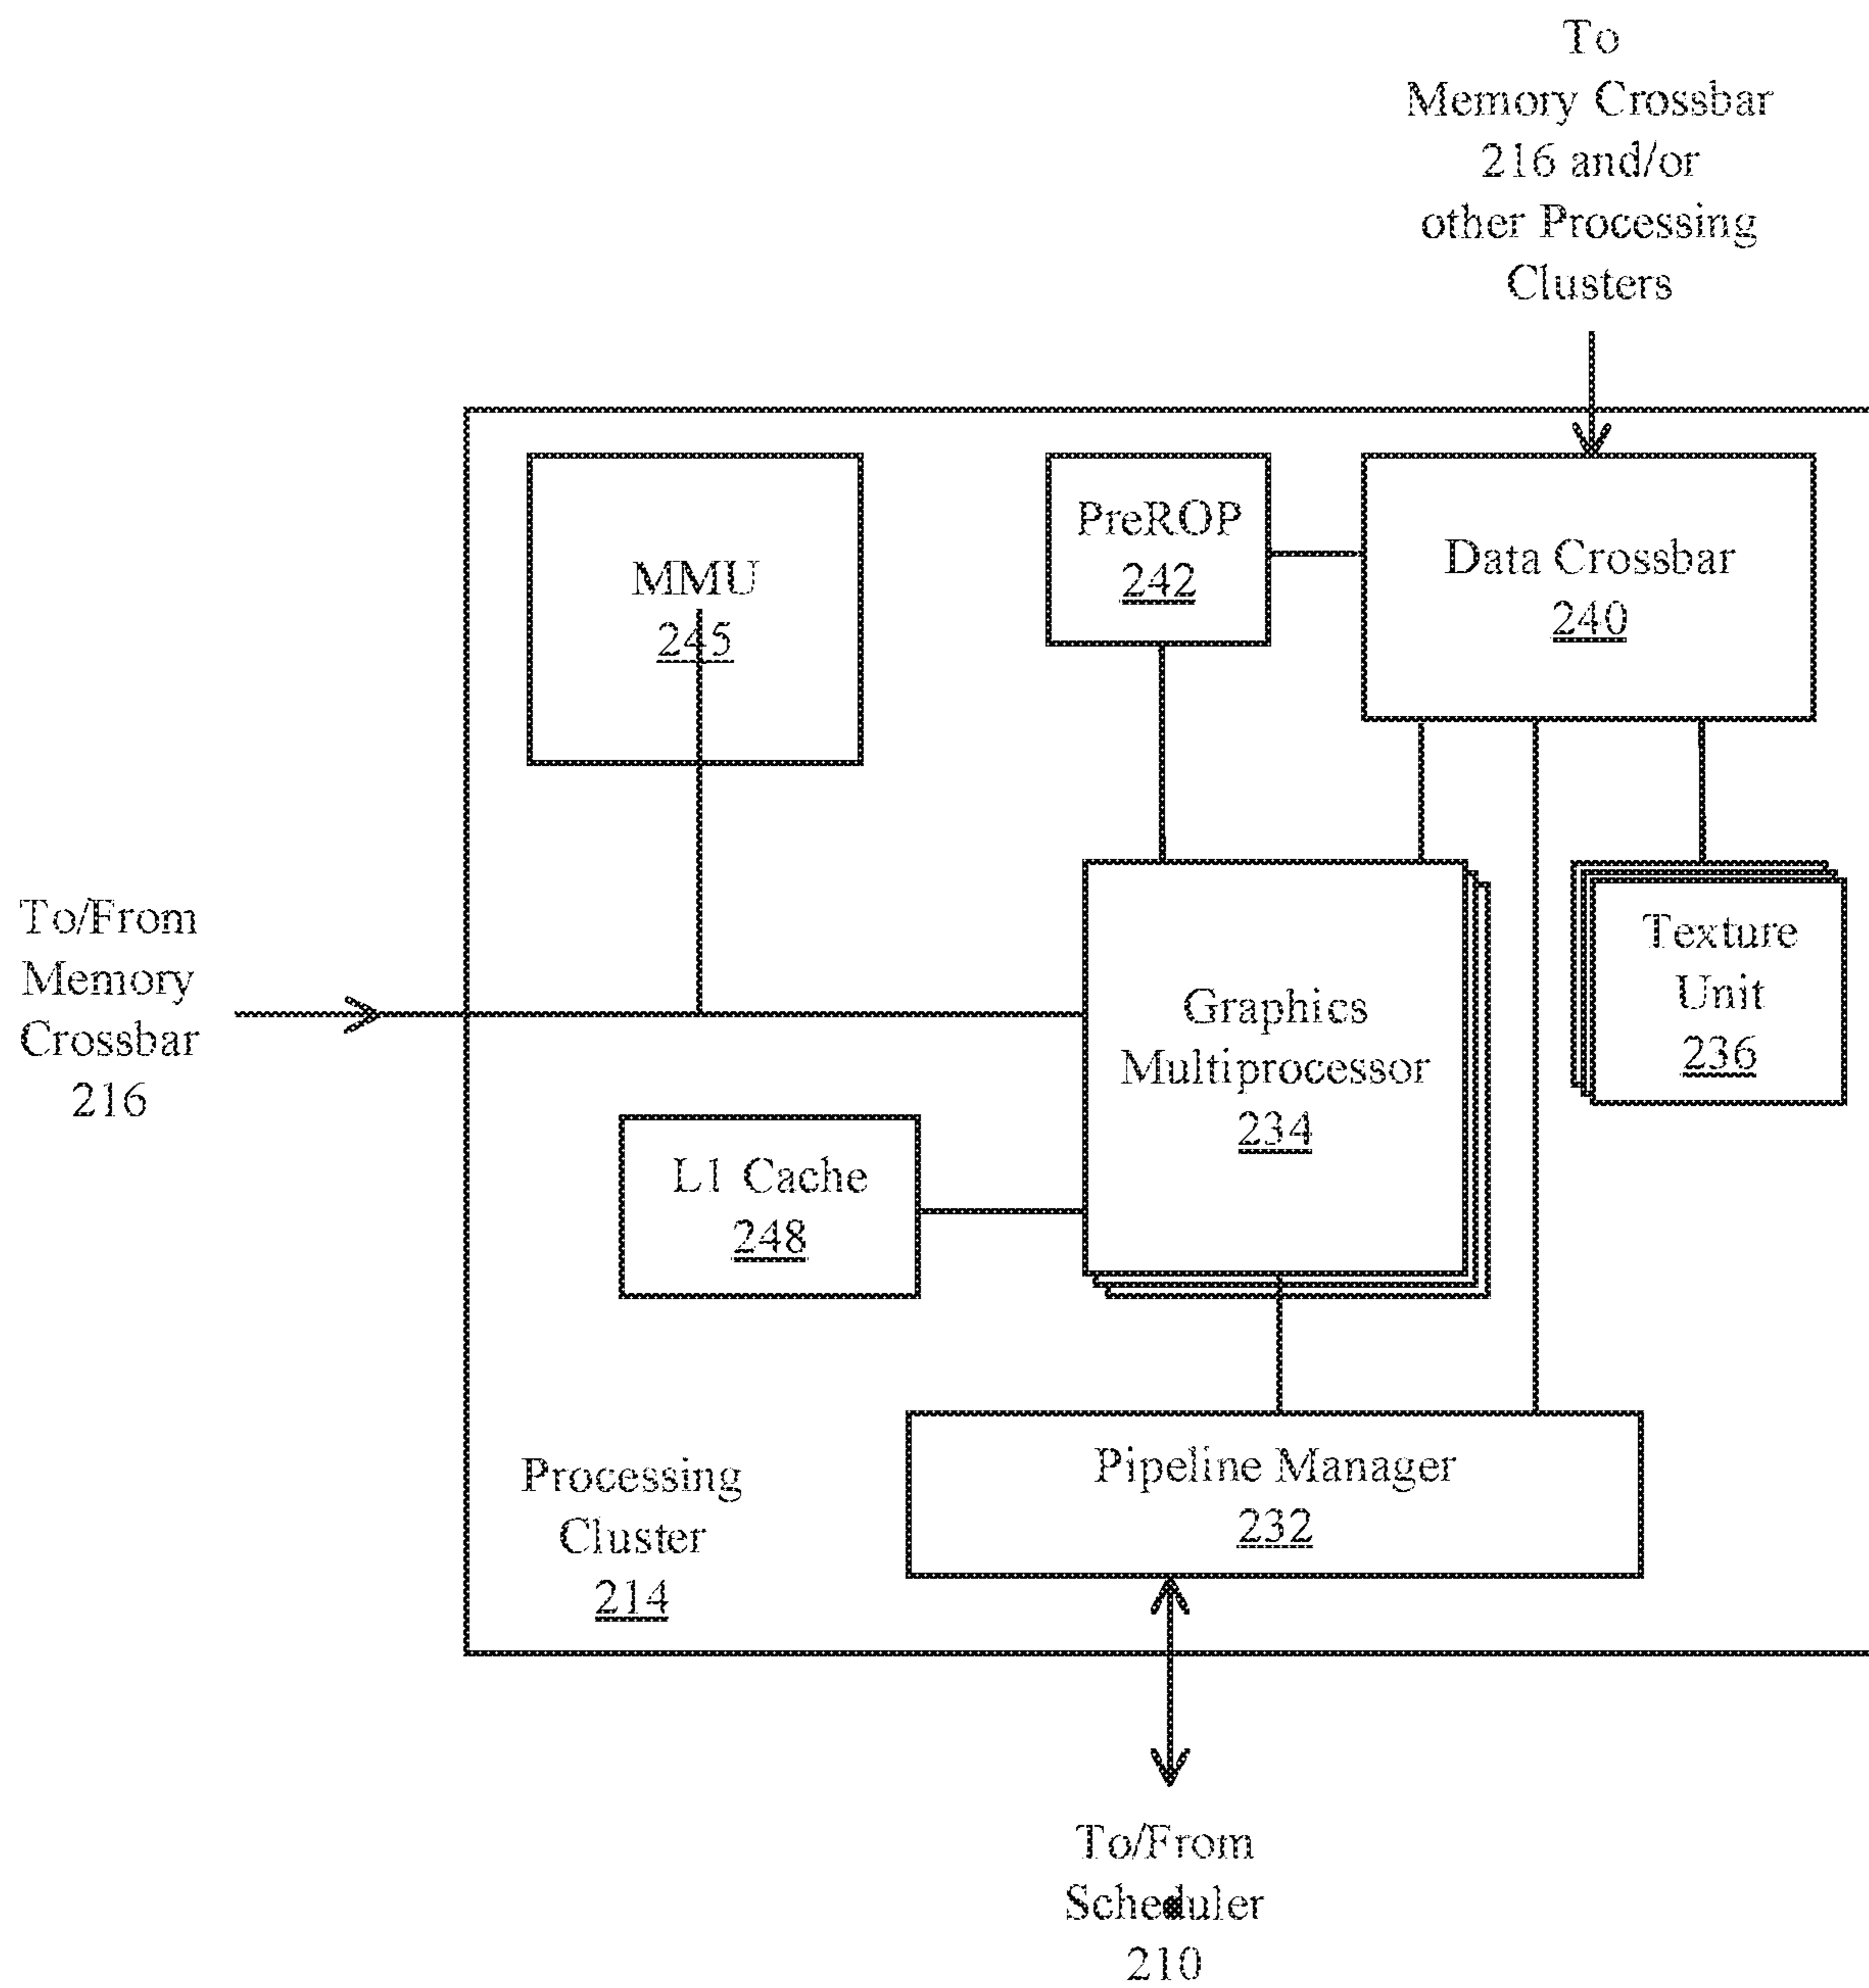 To
Memory Crossbar
216 and/or
other Processing
Clusters
MMU
245
PreROP
242
Data Crossbar
240
To/From
Memory
Crossbar
216
Graphics
Multiprocessor
234
Texture
Unit
236
L1 Cache
248
Processing
Cluster
214
Pipeline Manager
232
To/From
Scheduler
210